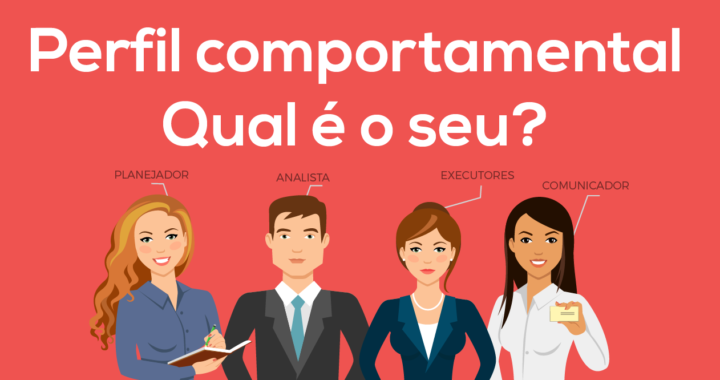 Perfil comportamental
Qual é o seu?
PLANEJADOR
ANALISTA
EXECUTORES
COMUNICADOR